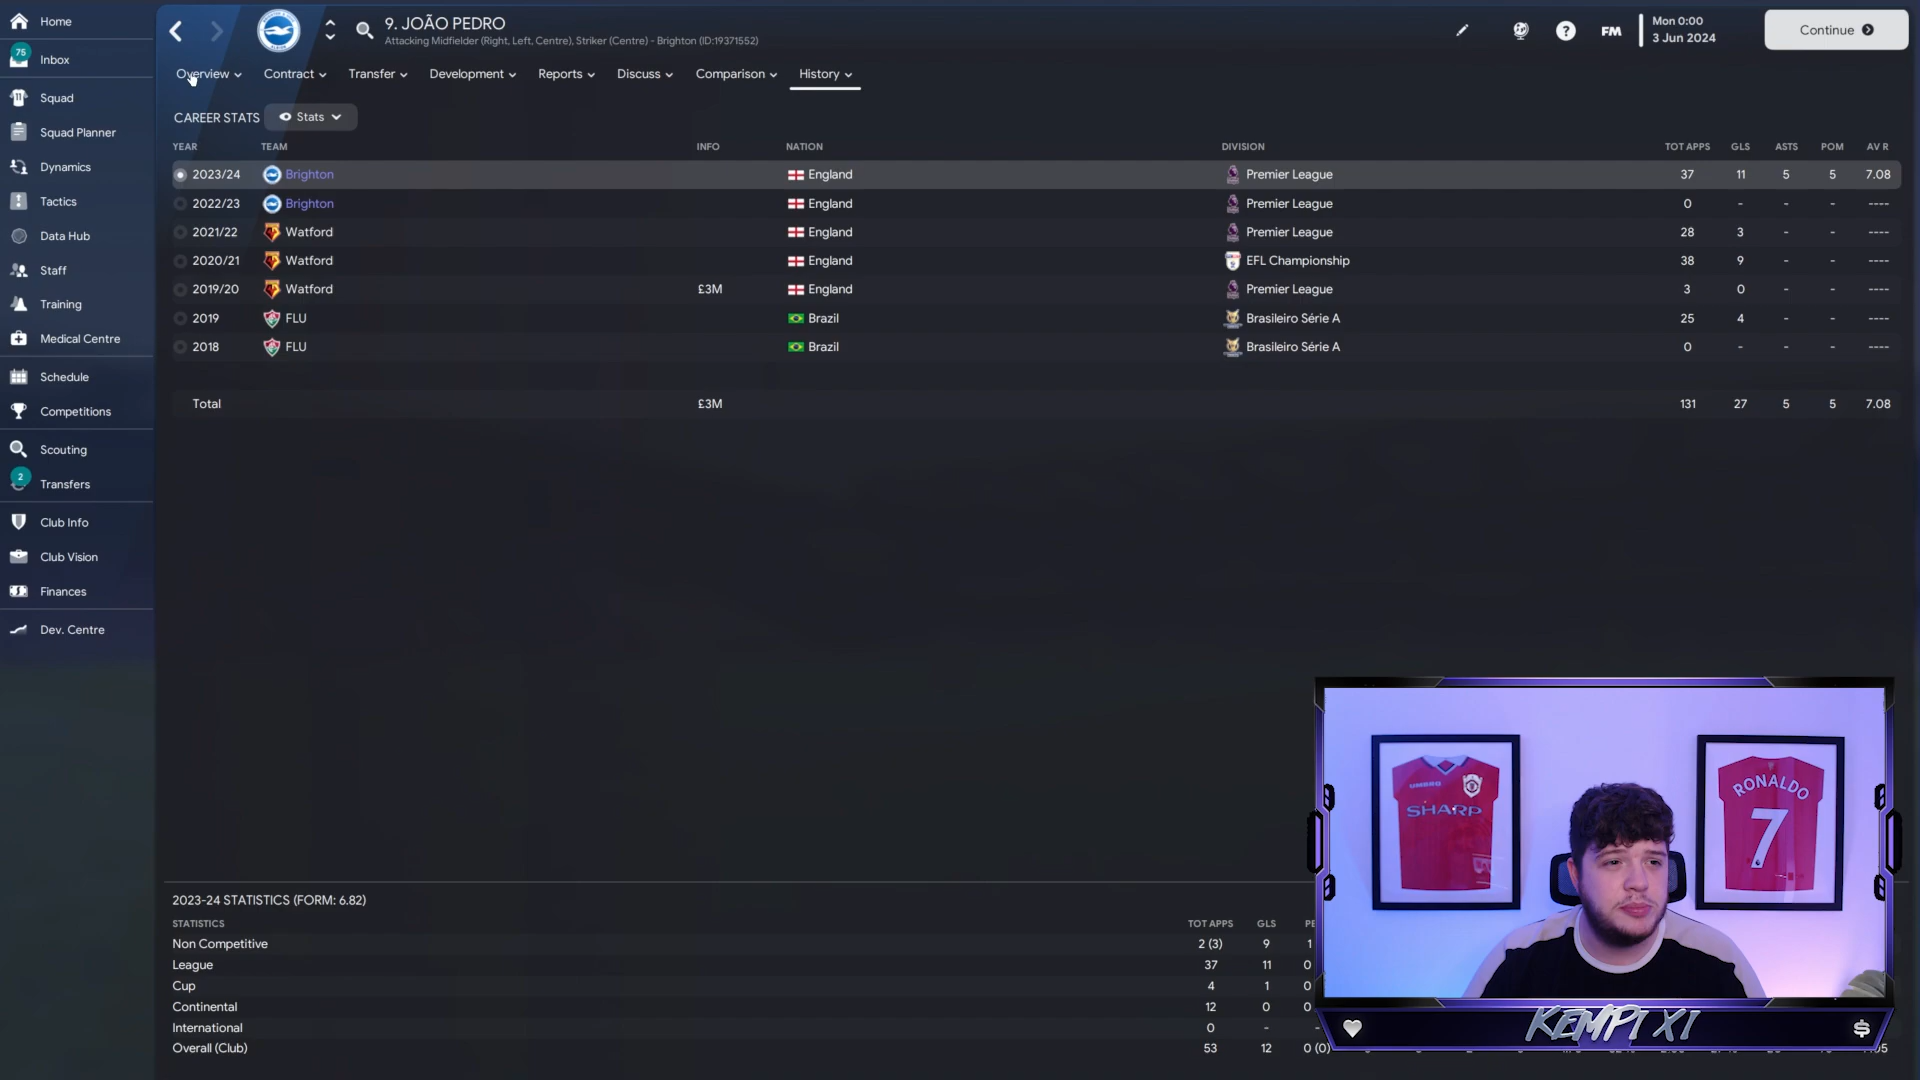 Home
75
Inbox
Squad
Squad Planner
Dynamics
Tactics
Data Hub
Staff
Training
Medical Centre
Schedule
Competitions
Scouting
2
Transfers
Club Info
Club Vision
Finances
Dev. Centre
9. JOÃO PEDRO
Attacking Midfielder (Right, Left, Centre), Striker (Centre) - Brighton (ID:19371552)
FM
Mon 0:00
3 Jun 2024
Continue
Overview Contract Transfer Development Reports Discuss Comparison History
CAREER STATS Stats
YEAR TEAM INFO NATION DIVISION TOT APPS GLS ASTS POM AV R
2023/24 Brighton England Premier League 37 11 5 5 7.08
2022/23 Brighton England Premier League 0 - - - ----
2021/22 Watford England Premier League 28 3 - - ----
2020/21 Watford England EFL Championship 38 9 - - ----
2019/20 Watford £3M England Premier League 3 0 - - ----
2019 FLU Brazil Brasileiro Série A 25 4 - - ----
2018 FLU Brazil Brasileiro Série A 0 - - - ----
Total £3M 131 27 5 5 7.08
2023-24 STATISTICS (FORM: 6.82)
STATISTICS TOT APPS GLS
Non Competitive 2 (3) 9 1
League 37 11 0
Cup 4 1 0
Continental 12 0 0
International 0 - -
Overall (Club) 53 12 0 (0)
UMBRO
SHARP
RONALDO
7
KEMPI XI